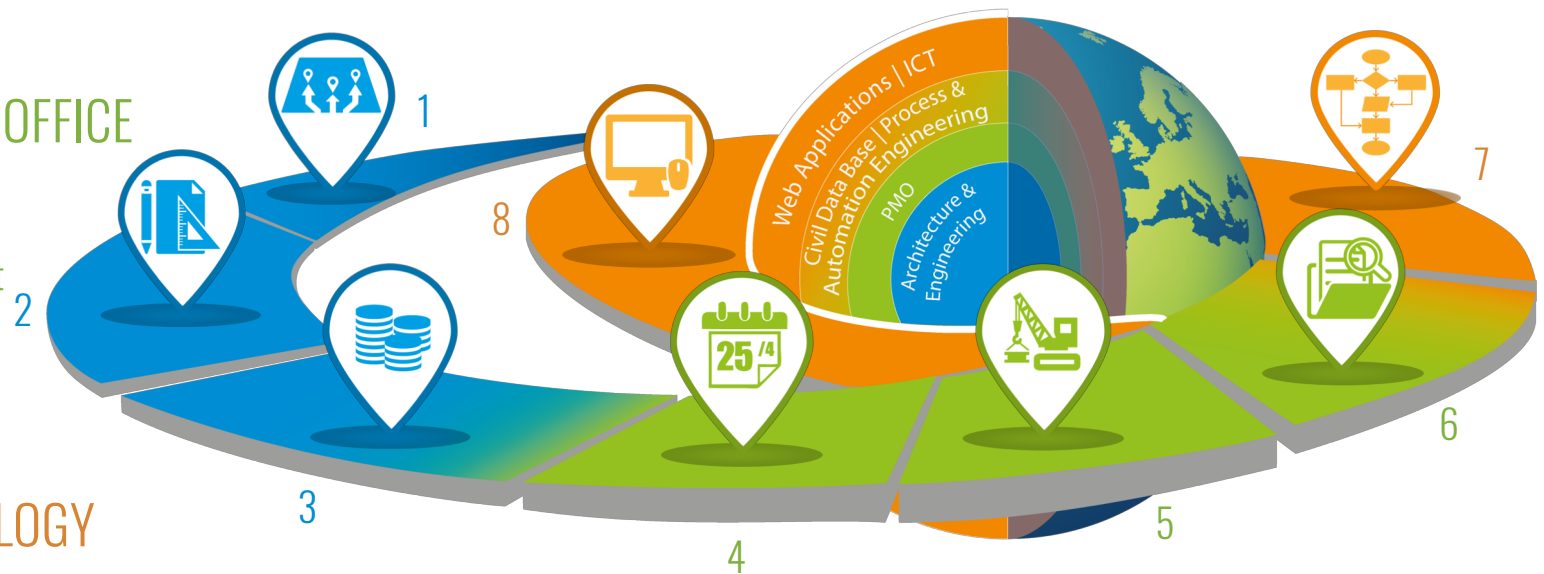 OFFICE
LOGY
1
2
3
4
5
6
7
8
Web Applications | ICT
Civil Data Base | Process &
Automation Engineering
PMO
Architecture &
Engineering
25/4